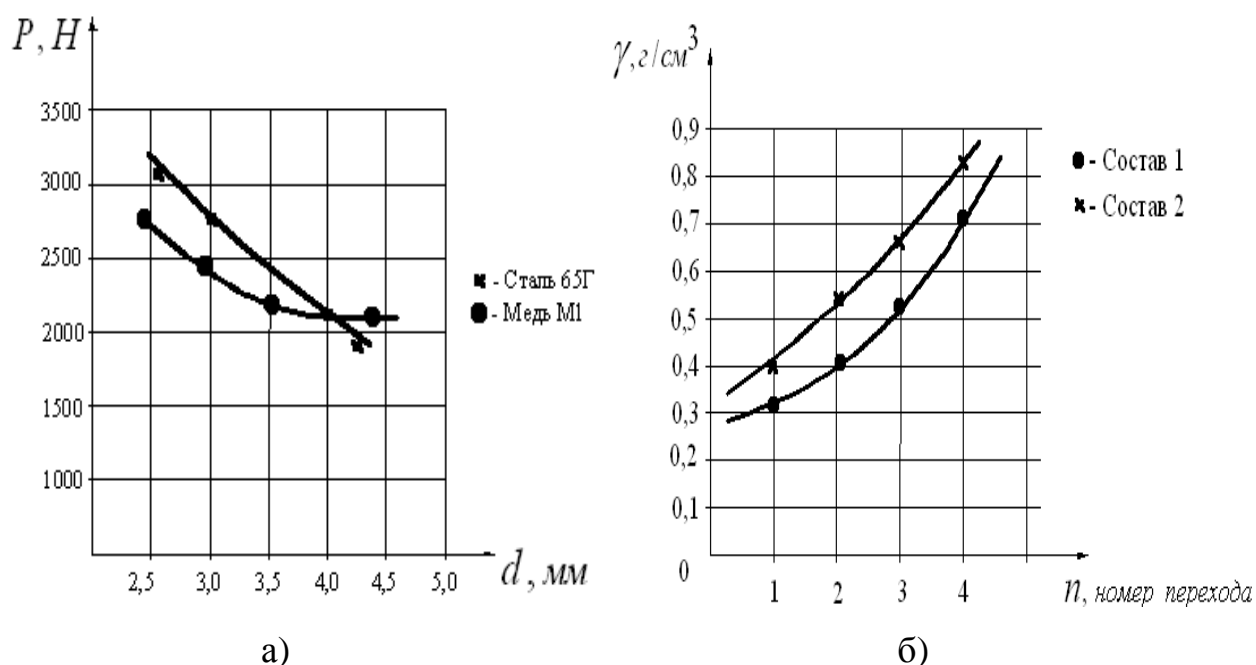 P, H
3500
3000
2500
2000
1500
1000
2,5 3,0 3,5 4,0 4,5 5,0
d, мм
- Сталь 65Г
- Медь М1
а)
γ, г/см³
0,9
0,8
0,7
0,6
0,5
0,4
0,3
0,2
0,1
0
1 2 3 4
n, номер перехода
- Состав 1
- Состав 2
б)